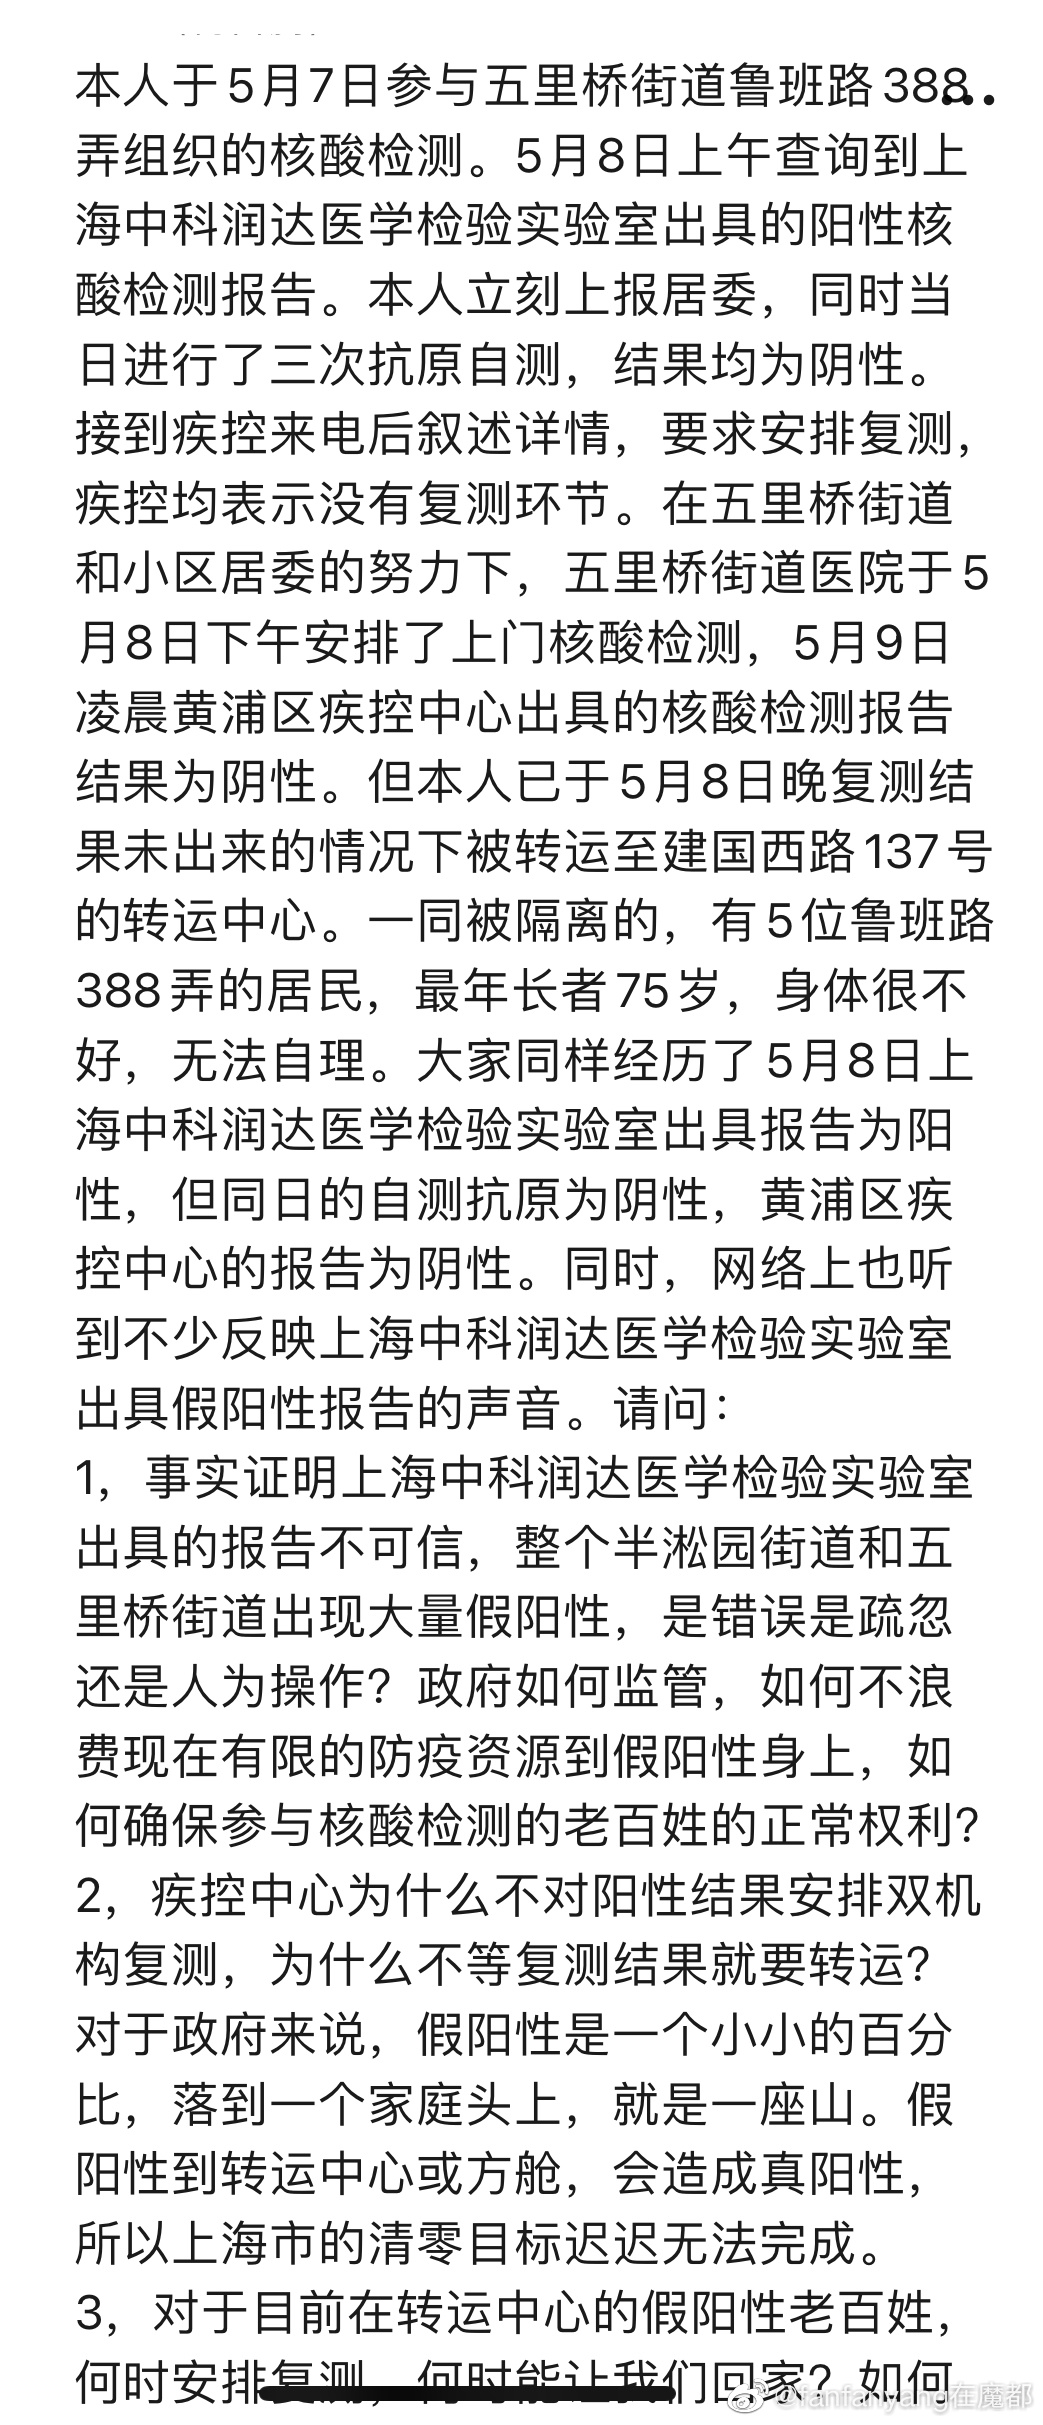 本人于5月7日参与五里桥街道鲁班路388
弄组织的核酸检测。5月8日上午查询到上
海中科润达医学检验实验室出具的阳性核
酸检测报告。本人立刻上报居委，同时当
日进行了三次抗原自测，结果均为阴性。
接到疾控来电后叙述详情，要求安排复测，
疾控均表示没有复测环节。在五里桥街道
和小区居委的努力下，五里桥街道医院于5
月8日下午安排了上门核酸检测，5月9日
凌晨黄浦区疾控中心出具的核酸检测报告
结果为阴性。但本人已于5月8日晚复测结
果未出来的情况下被转运至建国西路137号
的转运中心。一同被隔离的，有5位鲁班路
388弄的居民，最年长者75岁，身体很不
好，无法自理。大家同样经历了5月8日上
海中科润达医学检验实验室出具报告为阳
性，但同日的自测抗原为阴性，黄浦区疾
控中心的报告为阴性。同时，网络上也听
到不少反映上海中科润达医学检验实验室
出具假阳性报告的声音。请问：
1，事实证明上海中科润达医学检验实验室
出具的报告不可信，整个半淞园街道和五
里桥街道出现大量假阳性，是错误是疏忽
还是人为操作？政府如何监管，如何不浪
费现在有限的防疫资源到假阳性身上，如
何确保参与核酸检测的老百姓的正常权利？
2，疾控中心为什么不对阳性结果安排双机
构复测，为什么不等复测结果就要转运？
对于政府来说，假阳性是一个小小的百分
比，落到一个家庭头上，就是一座山。假
阳性到转运中心或方舱，会造成真阳性，
所以上海市的清零目标迟迟无法完成。
3，对于目前在转运中心的假阳性老百姓，
何时安排复测，何时能让我们回家？如何
@fanfanyang在魔都